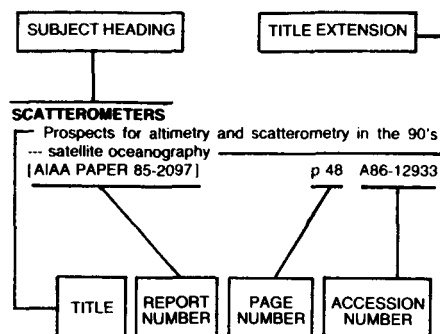 SUBJECT HEADING
TITLE EXTENSION
SCATTEROMETERS
Prospects for altimetry and scatterometry in the 90's
--- satellite oceanography
[AIAA PAPER 85-2097] p 48 A86-12933
TITLE
REPORT NUMBER
PAGE NUMBER
ACCESSION NUMBER